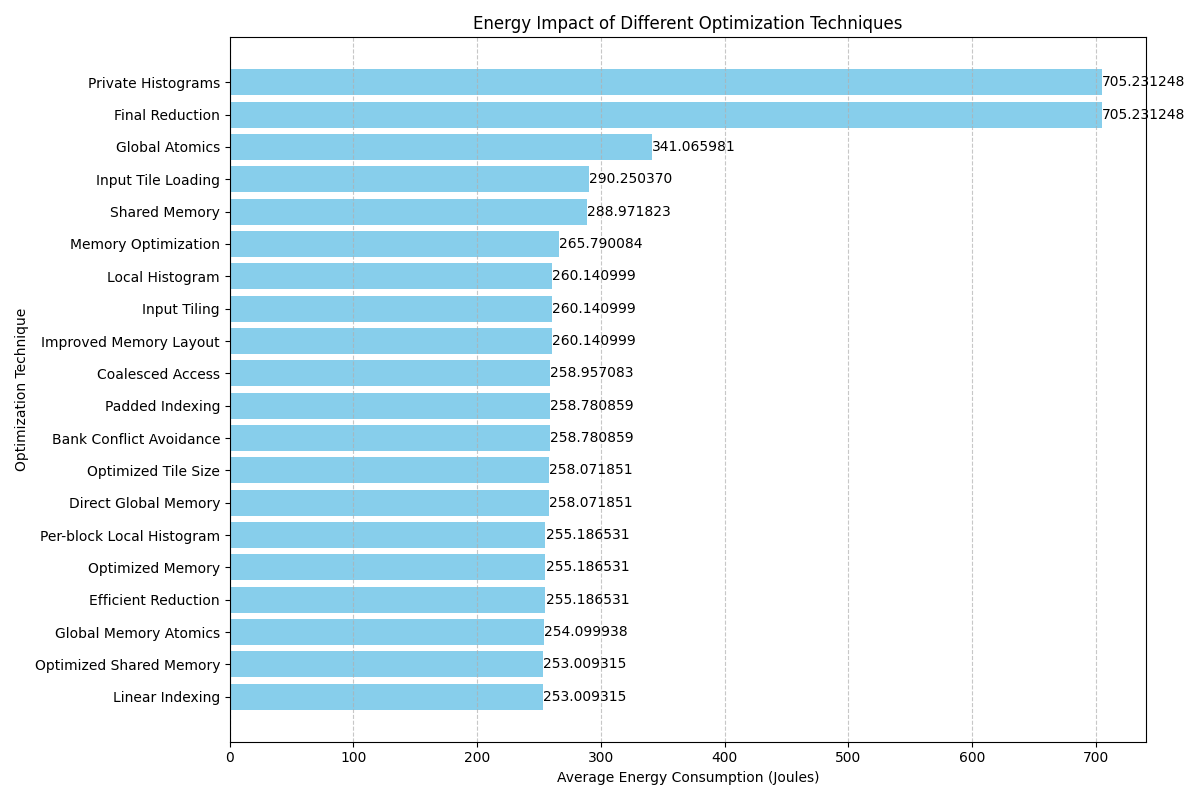 Energy Impact of Different Optimization Techniques
Optimization Technique
Private Histograms 705.231248
Final Reduction 705.231248
Global Atomics 341.065981
Input Tile Loading 290.250370
Shared Memory 288.971823
Memory Optimization 265.790084
Local Histogram 260.140999
Input Tiling 260.140999
Improved Memory Layout 260.140999
Coalesced Access 258.957083
Padded Indexing 258.780859
Bank Conflict Avoidance 258.780859
Optimized Tile Size 258.071851
Direct Global Memory 258.071851
Per-block Local Histogram 255.186531
Optimized Memory 255.186531
Efficient Reduction 255.186531
Global Memory Atomics 254.099938
Optimized Shared Memory 253.009315
Linear Indexing 253.009315
0 100 200 300 400 500 600 700
Average Energy Consumption (Joules)